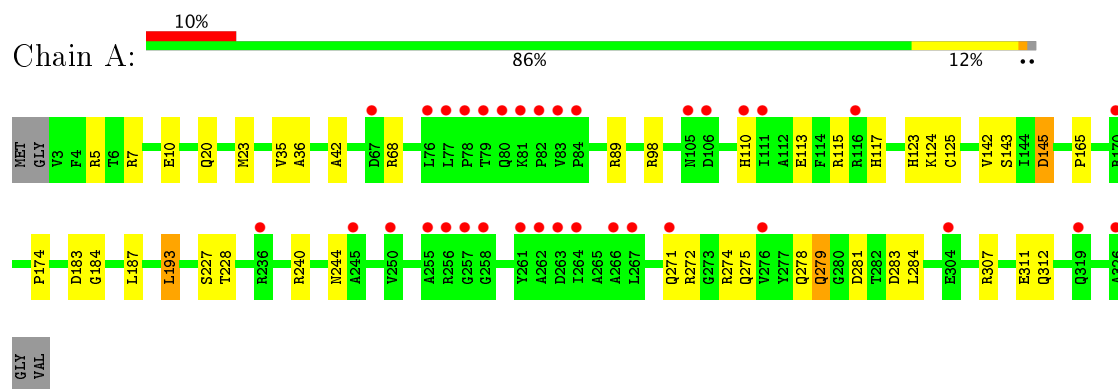 10%
Chain A:
86%
12%
MET GLY V3 F4 R5 T6 R7 E10 Q20 M23 V35 A36 A42 D67 R68 L76 L77 P78 T79 Q80 K81 P82 V83 P84 R89 R98 N105 D106 H110 I111 A112 E113 F114 R115 R116 H117 H123 K124 C125 V142 S143 I144 D145 P165
P174 D183 G184 L187 L193 S227 T228 R236 R240 N244 A245 V250 A255 R256 G257 G258 Y261 A262 D263 I264 A265 A266 L267 Q271 R272 G273 R274 Q275 V276 Y277 Q278 Q279 G280 D281 T282 D283 L284 E304 R307 E311 Q312 Q319 A326
GLY VAL